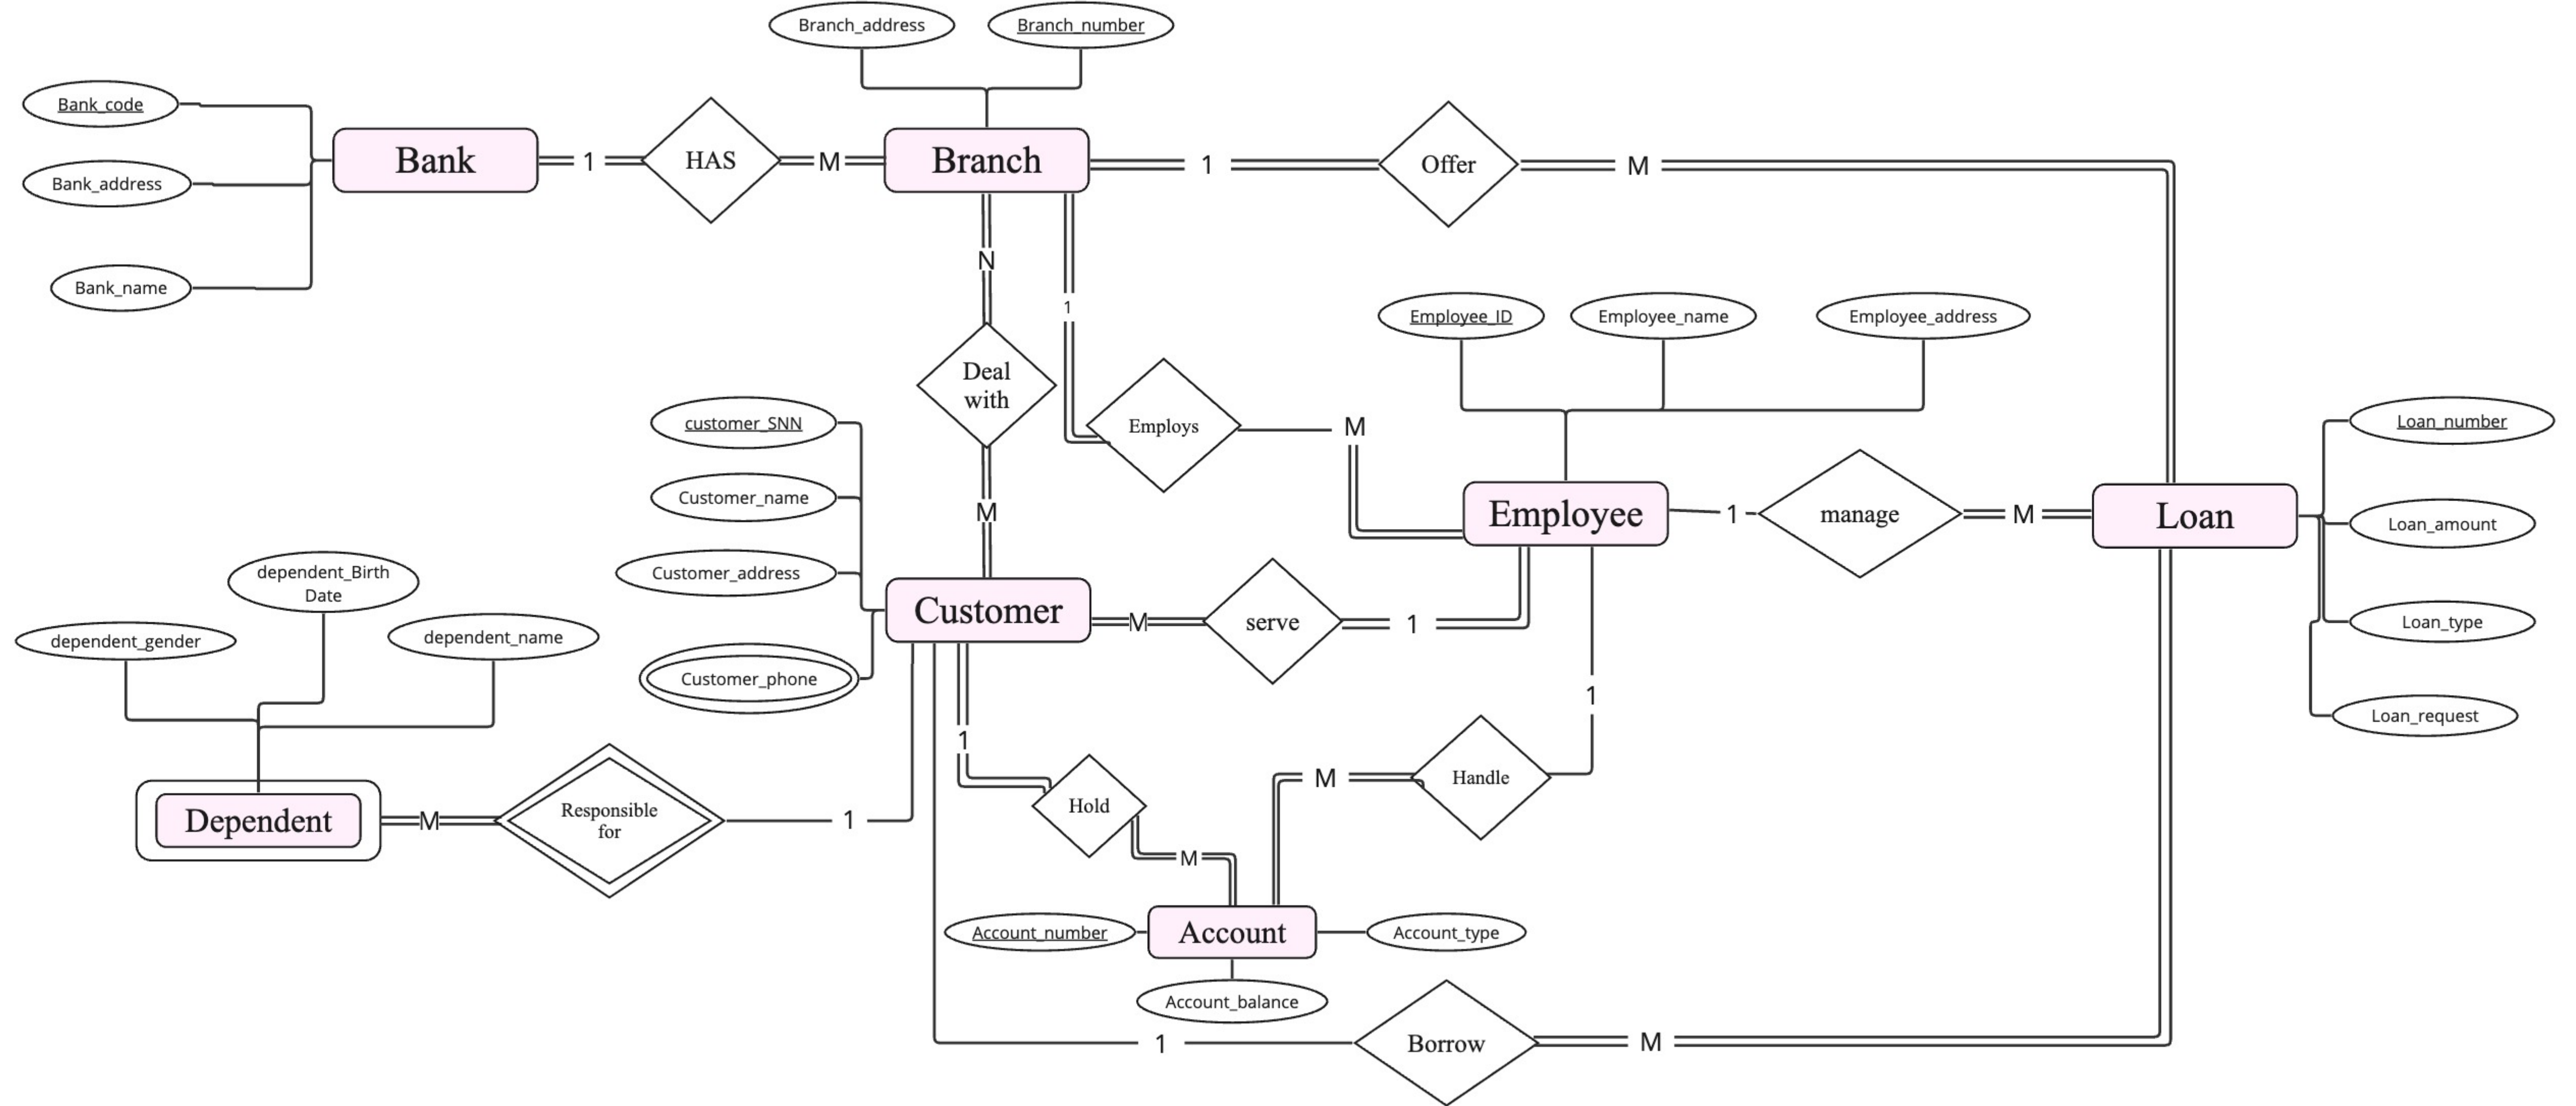 Branch_address
Branch_number
Bank_code
Bank
1
HAS
M
Branch
1
Offer
M
Bank_address
N
Bank_name
1
Employee_ID
Employee_name
Employee_address
Deal
with
customer_SNN
Employs
M
Loan_number
Customer_name
M
Employee
1
manage
M
Loan
Loan_amount
Customer_address
dependent_Birth
Date
Customer
M
serve
1
Loan_type
dependent_gender
dependent_name
Customer_phone
1
Loan_request
1
Hold
M
Handle
Dependent
M
Responsible
for
1
M
Account_number
Account
Account_type
Account_balance
1
Borrow
M